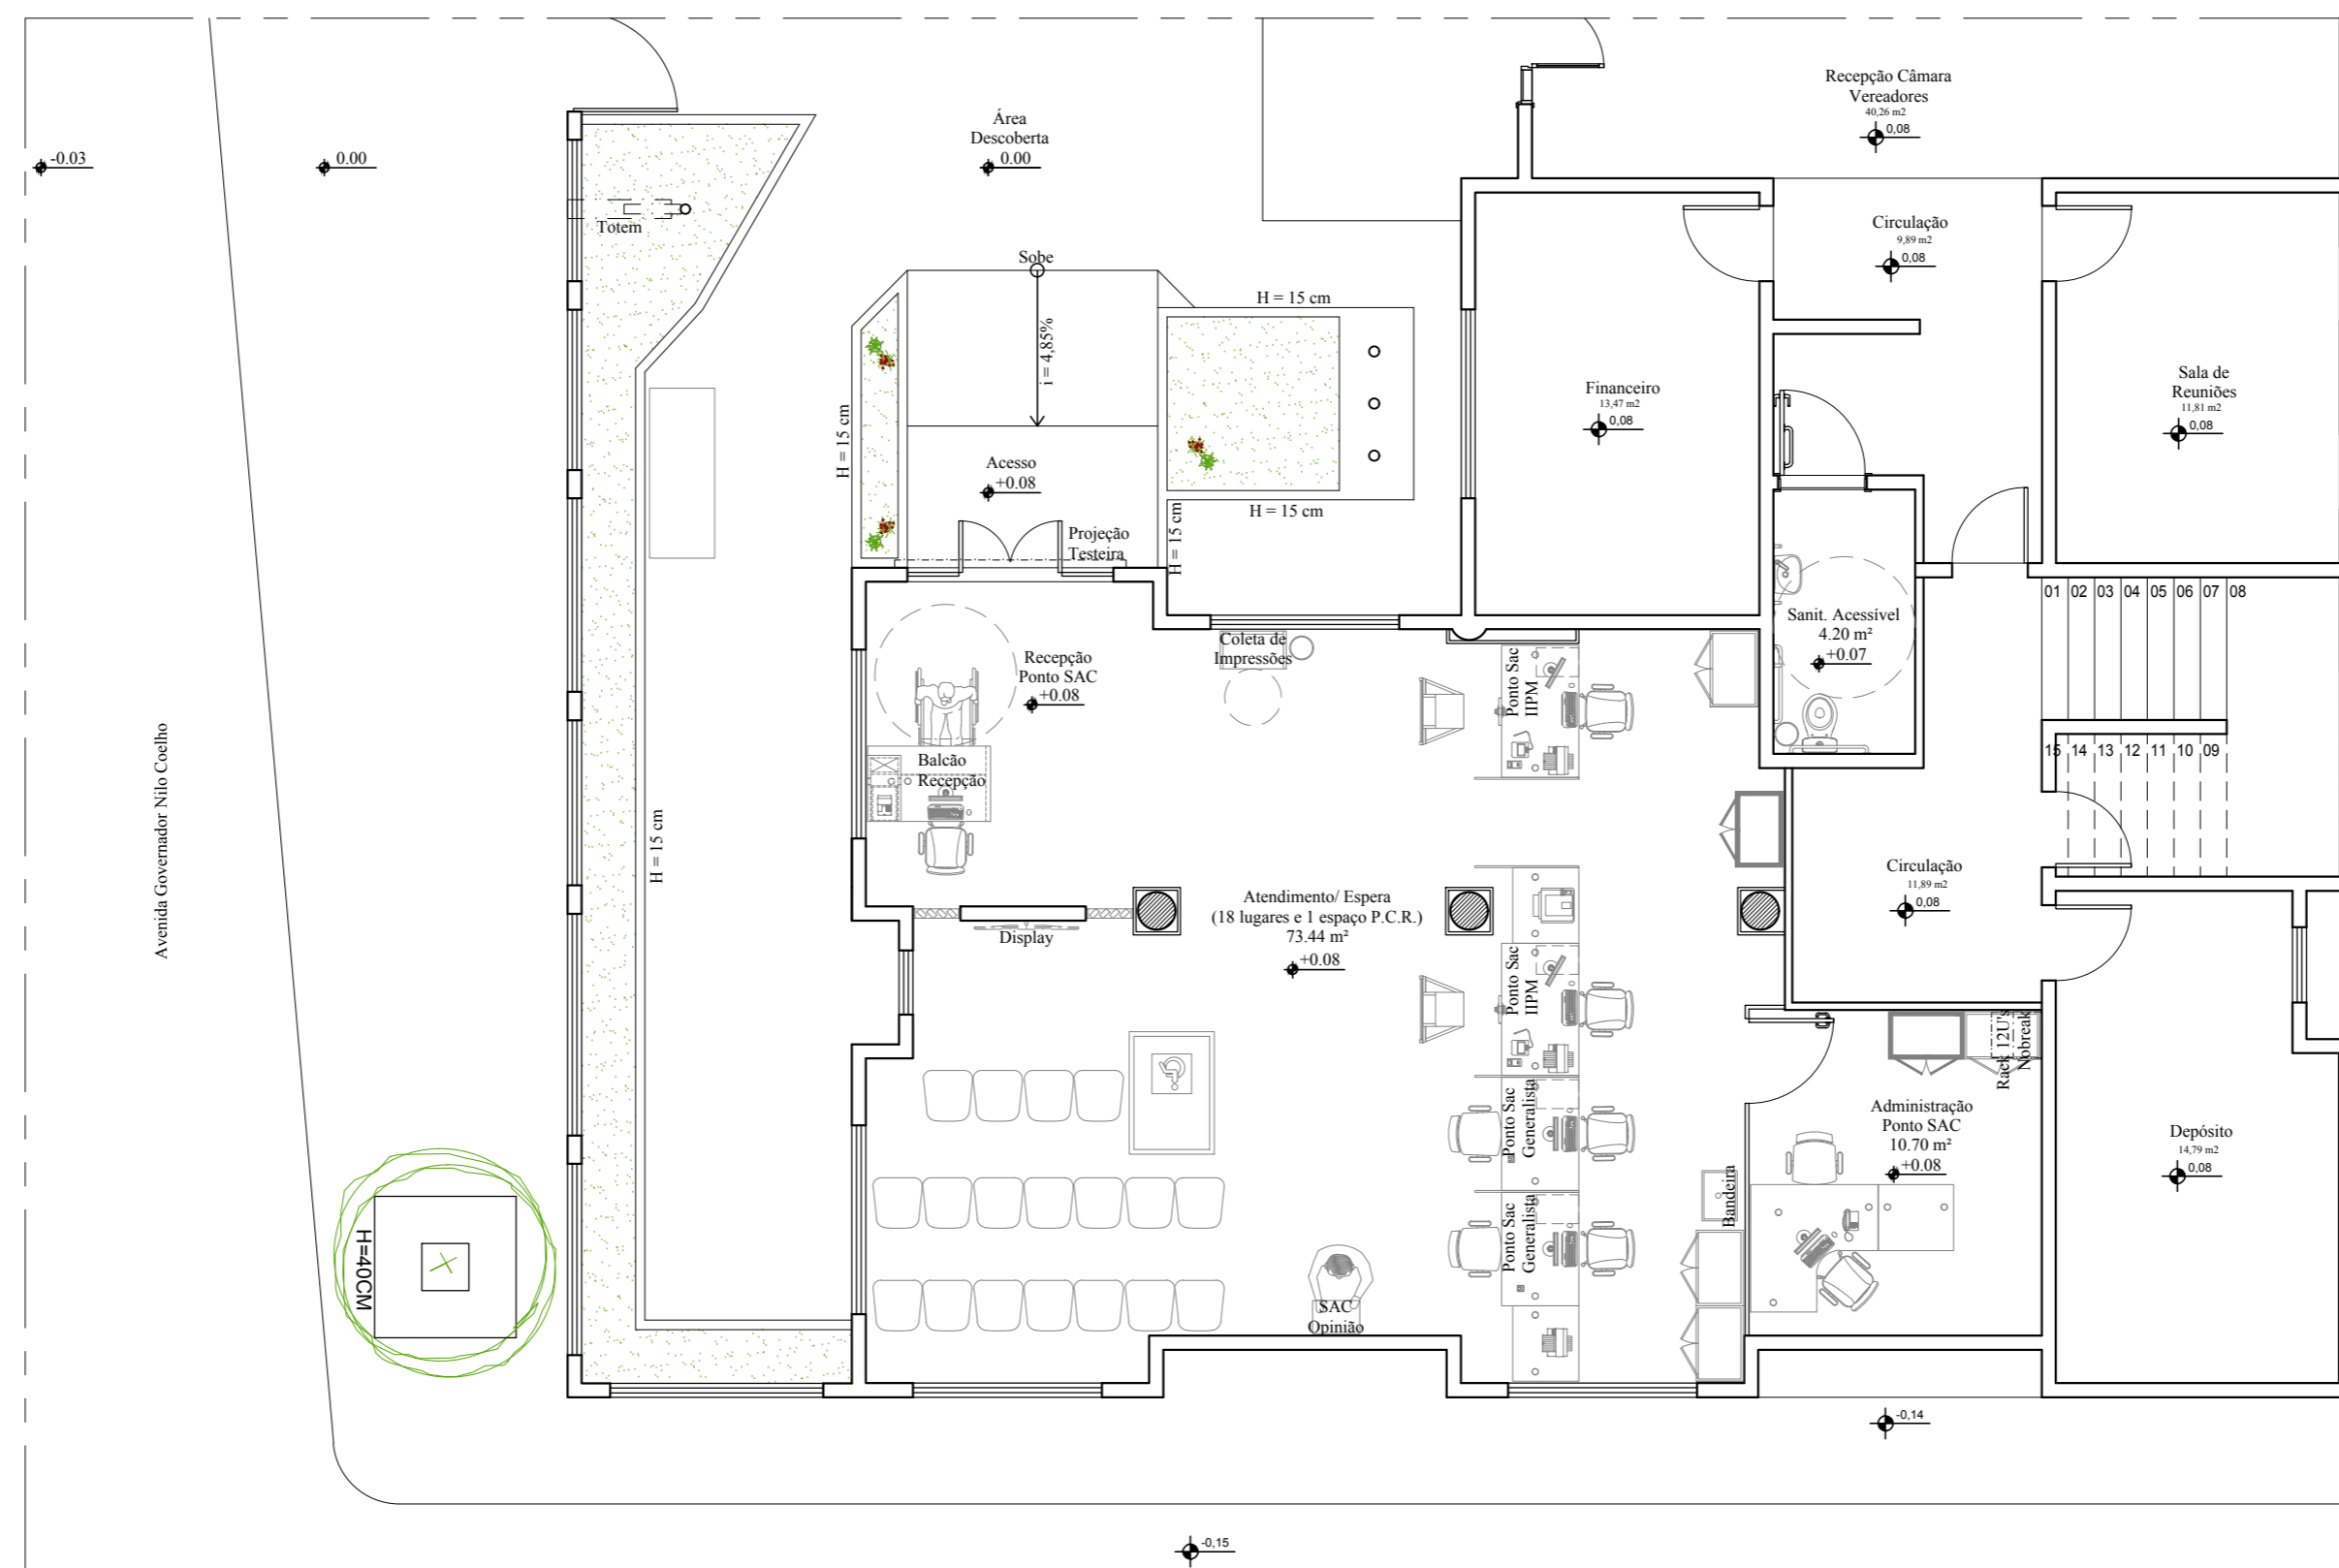 Recepção Câmara
Vereadores
40,26 m2
0,08
Área
Descoberta
0.00
-0.03
0.00
Totem
Circulação
9,89 m2
0,08
Sobe
i = 4,85%
H = 15 cm
H = 15 cm
Financeiro
13,47 m2
0,08
Sala de
Reuniões
11,81 m2
0,08
Acesso
+0.08
H = 15 cm
H = 15 cm
Projeção
Testeira
01 02 03 04 05 06 07 08
Sanit. Acessível
4.20 m²
+0.07
Coleta de
Impressões
Recepção
Ponto SAC
+0.08
Ponto Sac
IIPM
15 14 13 12 11 10 09
Balcão
Recepção
Avenida Governador Nilo Coelho
H = 15 cm
Circulação
11,89 m2
0,08
Atendimento/ Espera
(18 lugares e 1 espaço P.C.R.)
73.44 m²
+0.08
Display
Ponto Sac
IIPM
Rack 12U's
Nobreak
Ponto Sac
Generalista
Administração
Ponto SAC
10.70 m²
+0.08
Depósito
14,79 m2
0,08
Bandeira
Ponto Sac
Generalista
H=40CM
SAC
Opinião
-0,14
-0,15